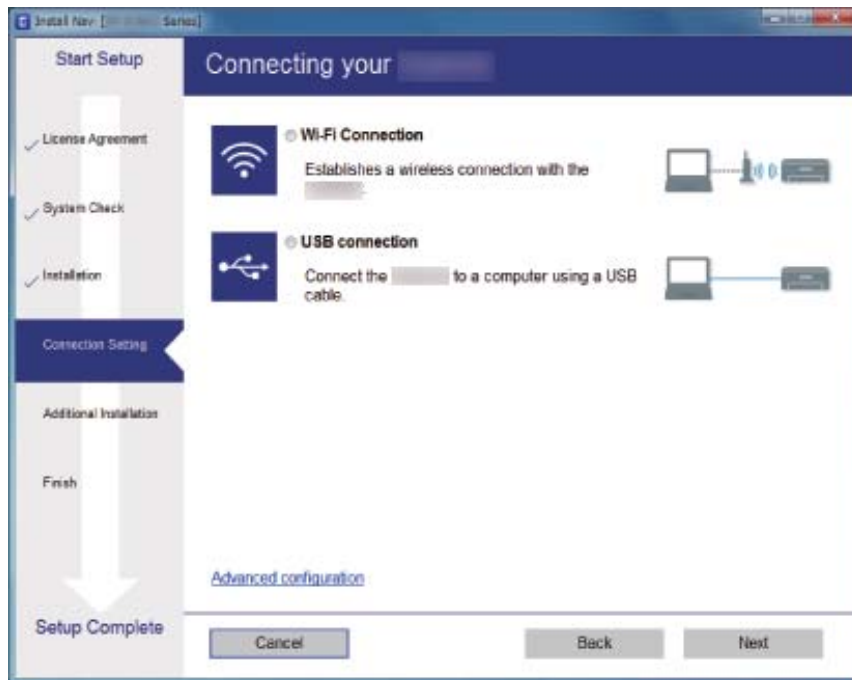 Install Navi [ Series]
Start Setup
Connecting your
License Agreement
System Check
Installation
Connection Setting
Additional Installation
Finish
Setup Complete
Wi-Fi Connection
Establishes a wireless connection with the
.
USB connection
Connect the to a computer using a USB
cable.
Advanced configuration
Cancel
Back
Next